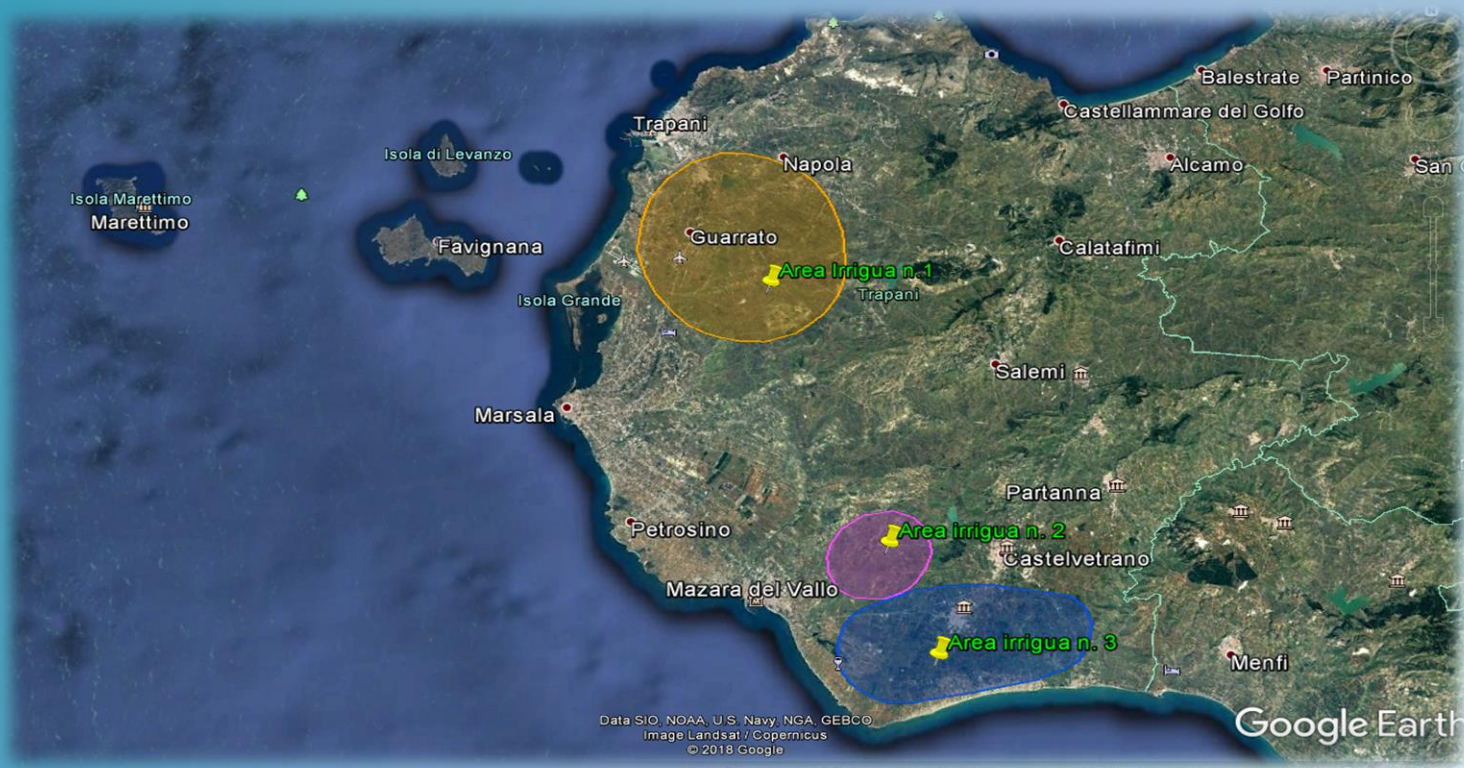 Balestrate
Partinico
Castellammare del Golfo
Trapani
Isola di Levanzo
Napola
Alcamo
San
Isola Marettimo
Marettimo
Guarrato
Favignana
Calatafimi
Area Irrigua n.1
Trapani
Isola Grande
Salemi
Marsala
Partanna
Petrosino
Area irrigua n. 2
Castelvetrano
Mazara del Vallo
Area irrigua n. 3
Menfi
Data SIO, NOAA, U.S. Navy, NGA, GEBCO
Image Landsat / Copernicus
© 2018 Google
Google Earth